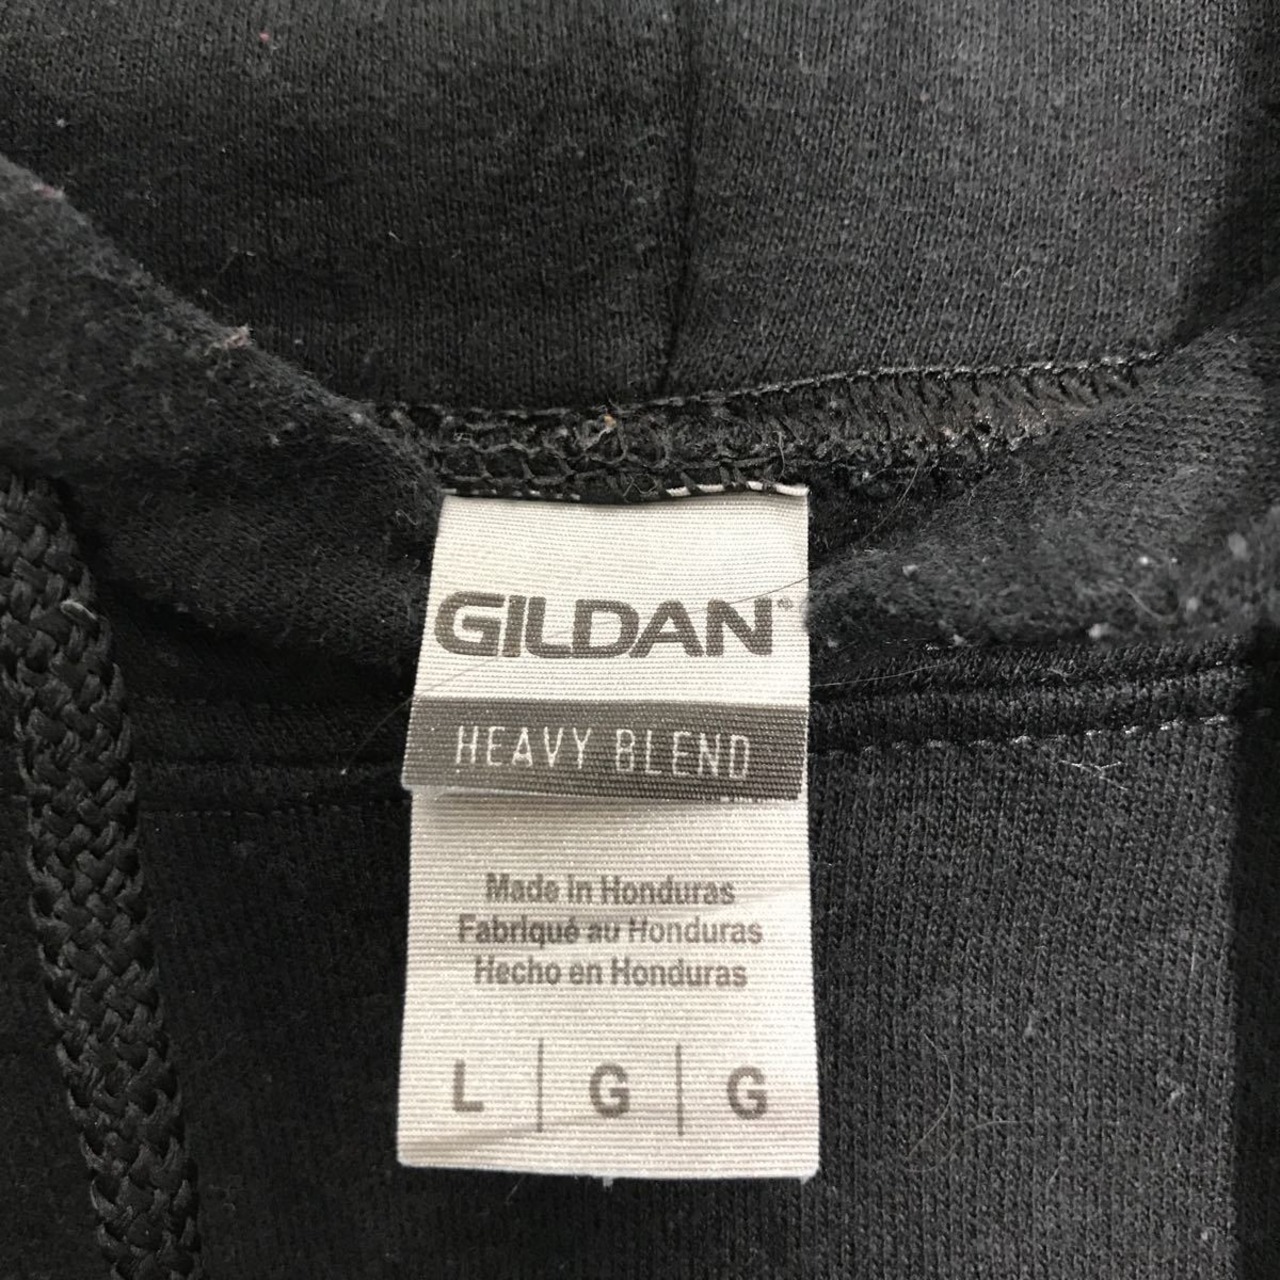 GILDAN®
HEAVY BLEND
Made in Honduras
Fabriqué au Honduras
Hecho en Honduras
L | G | G